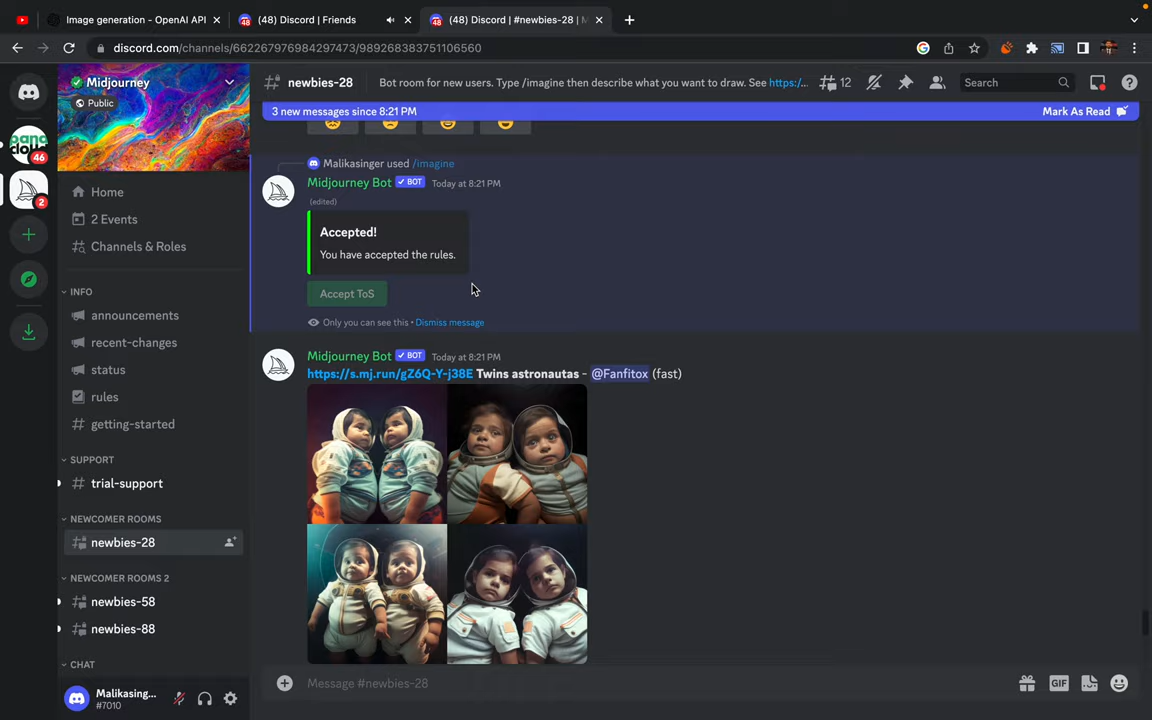 Image generation - OpenAI API
(48) Discord | Friends
(48) Discord | #newbies-28 | M
discord.com/channels/662267976984297473/989268383751106560
Midjourney
Public
newbies-28
Bot room for new users. Type /imagine then describe what you want to draw. See https:/...
12
Search
3 new messages since 8:21 PM
Mark As Read
46
2
Home
2 Events
Channels & Roles
INFO
announcements
recent-changes
status
rules
getting-started
SUPPORT
trial-support
NEWCOMER ROOMS
newbies-28
NEWCOMER ROOMS 2
newbies-58
newbies-88
CHAT
Malikasing...
#7010
Malikasinger used /imagine
Midjourney Bot BOT Today at 8:21 PM
(edited)
Accepted!
You have accepted the rules.
Accept ToS
Only you can see this • Dismiss message
Midjourney Bot BOT Today at 8:21 PM
https://s.mj.run/gZ6Q-Y-j38E Twins astronautas - @Fanfitox (fast)
Message #newbies-28
GIF